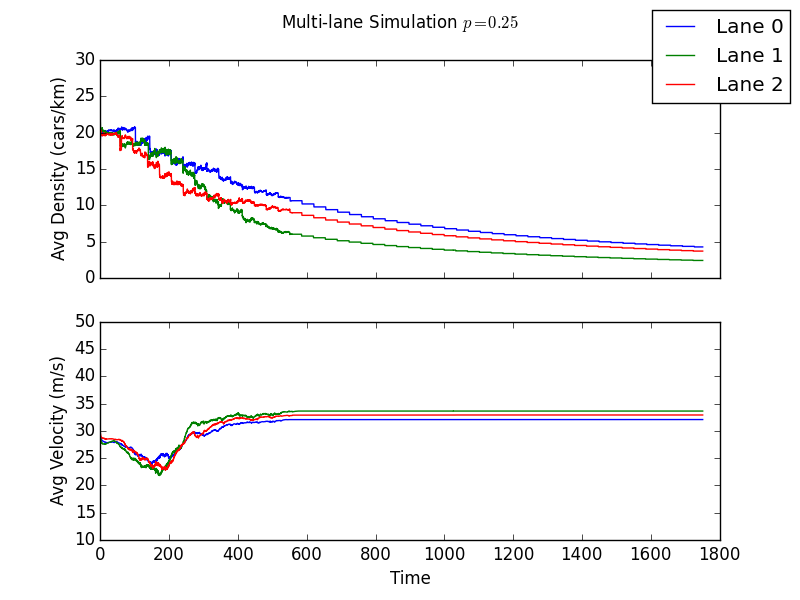 Multi-lane Simulation p=0.25
Lane 0
Lane 1
Lane 2
30
25
20
15
10
5
0
Avg Density (cars/km)
50
45
40
35
30
25
20
15
10
Avg Velocity (m/s)
0 200 400 600 800 1000 1200 1400 1600 1800
Time